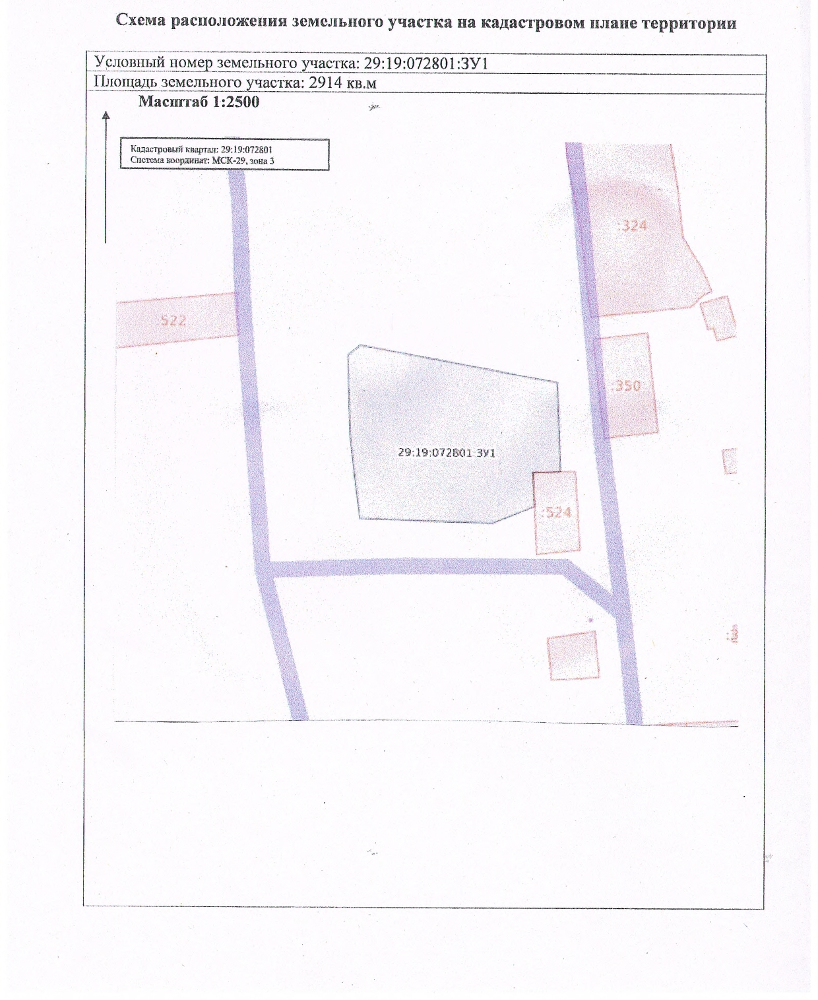 Схема расположения земельного участка на кадастровом плане территории
Условный номер земельного участка: 29:19:072801:ЗУ1
Площадь земельного участка: 2914 кв.м
Масштаб 1:2500
Кадастровый квартал: 29:19:072801
Система координат: МСК-29, зона 3
:324
:522
:350
29:19:072801:ЗУ1
:524